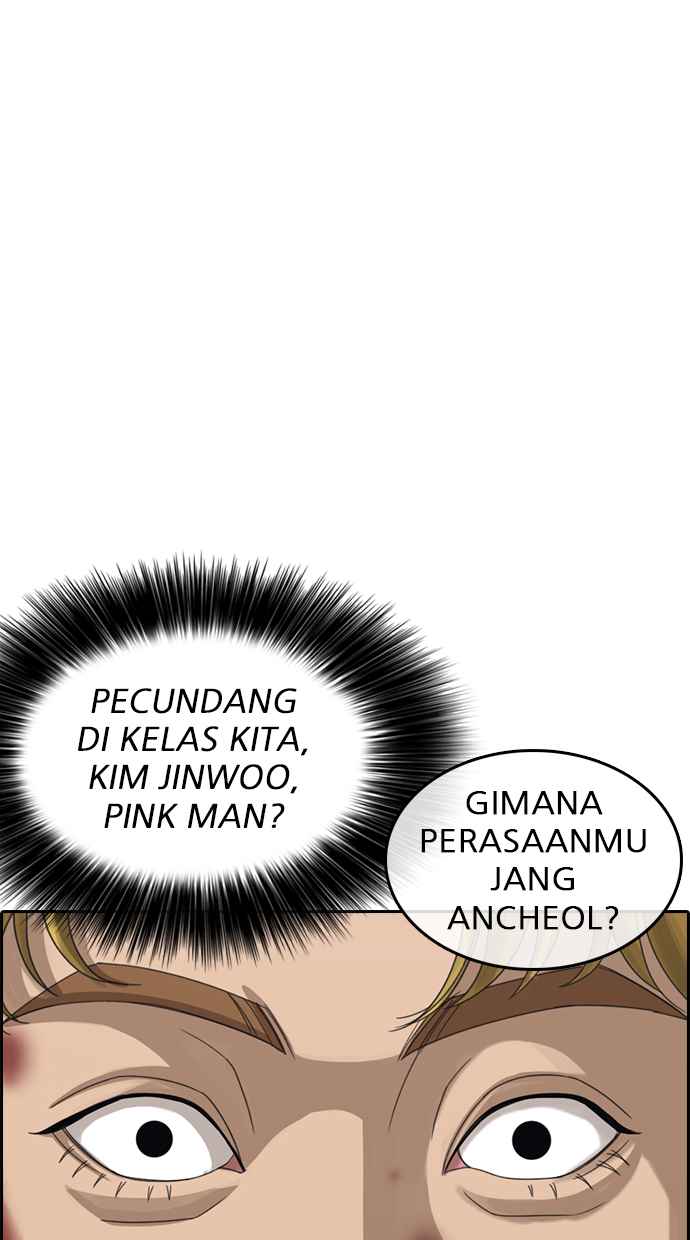 PECUNDANG
DI KELAS KITA,
KIM JINWOO,
PINK MAN?
GIMANA
PERASAANMU
JANG
ANCHEOL?